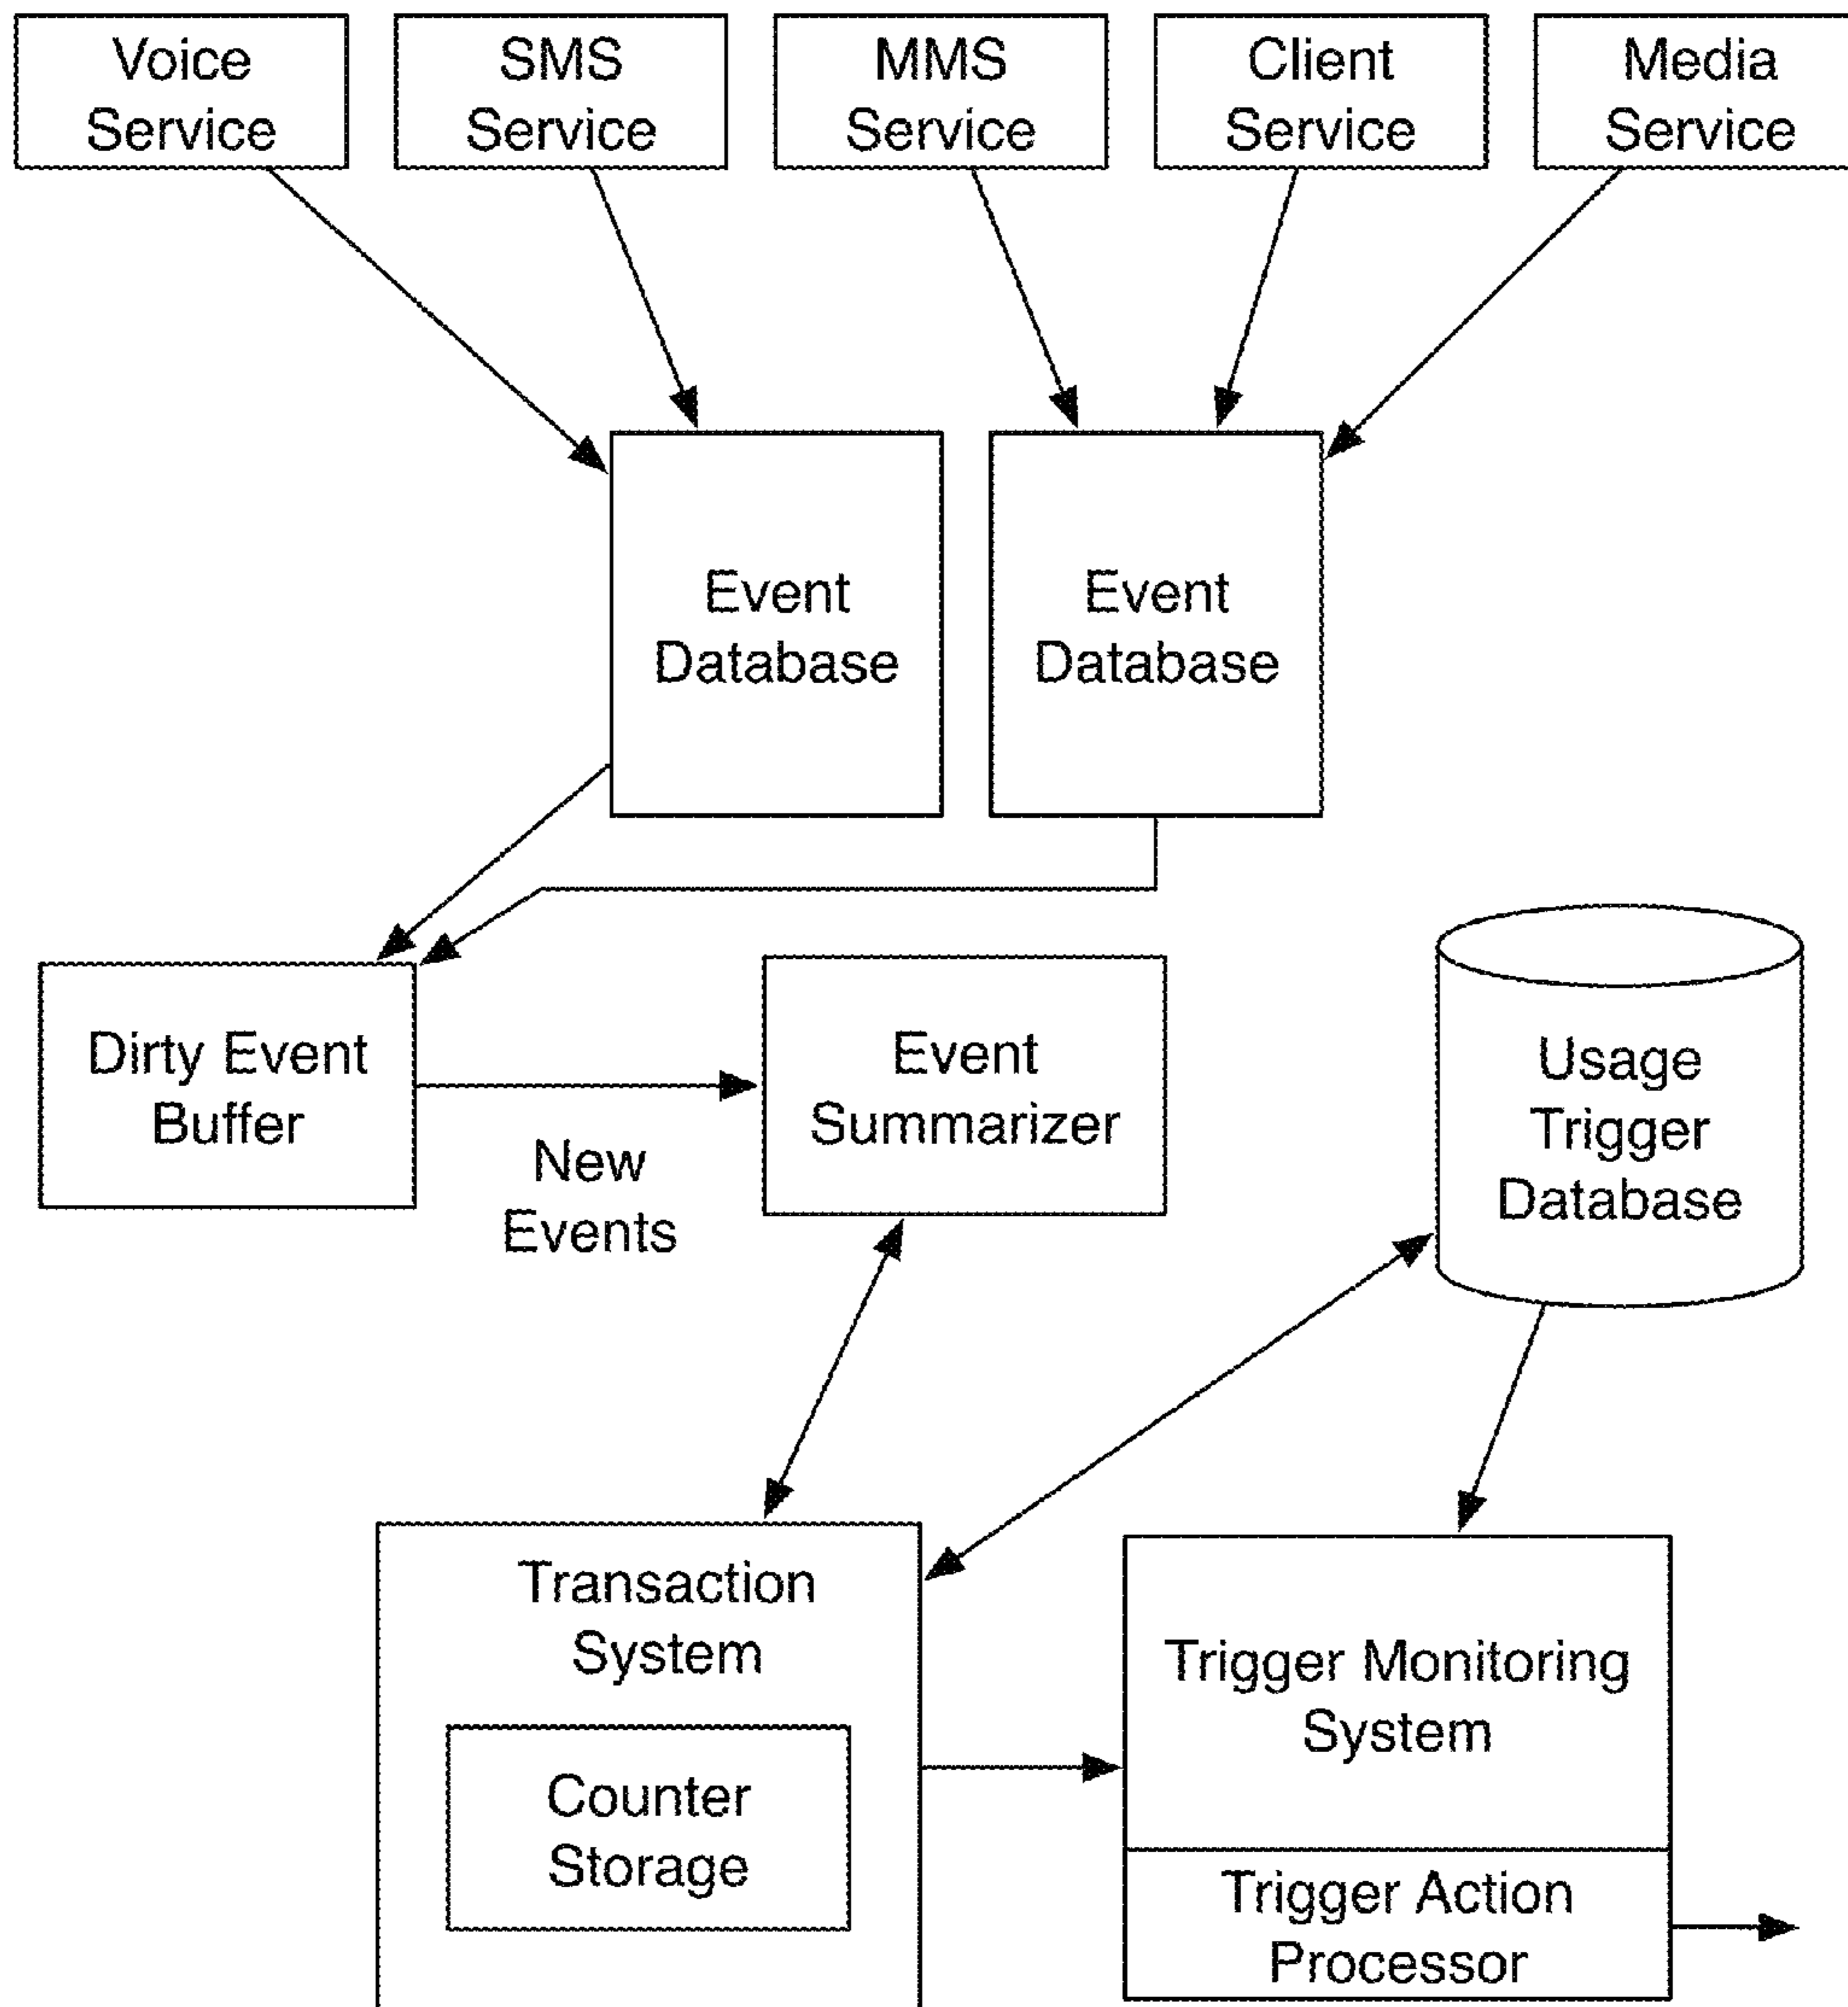 Voice
Service
SMS
Service
MMS
Service
Client
Service
Media
Service
Event
Database
Event
Database
Dirty Event
Buffer
New
Events
Event
Summarizer
Usage
Trigger
Database
Transaction
System
Counter
Storage
Trigger Monitoring
System
Trigger Action
Processor